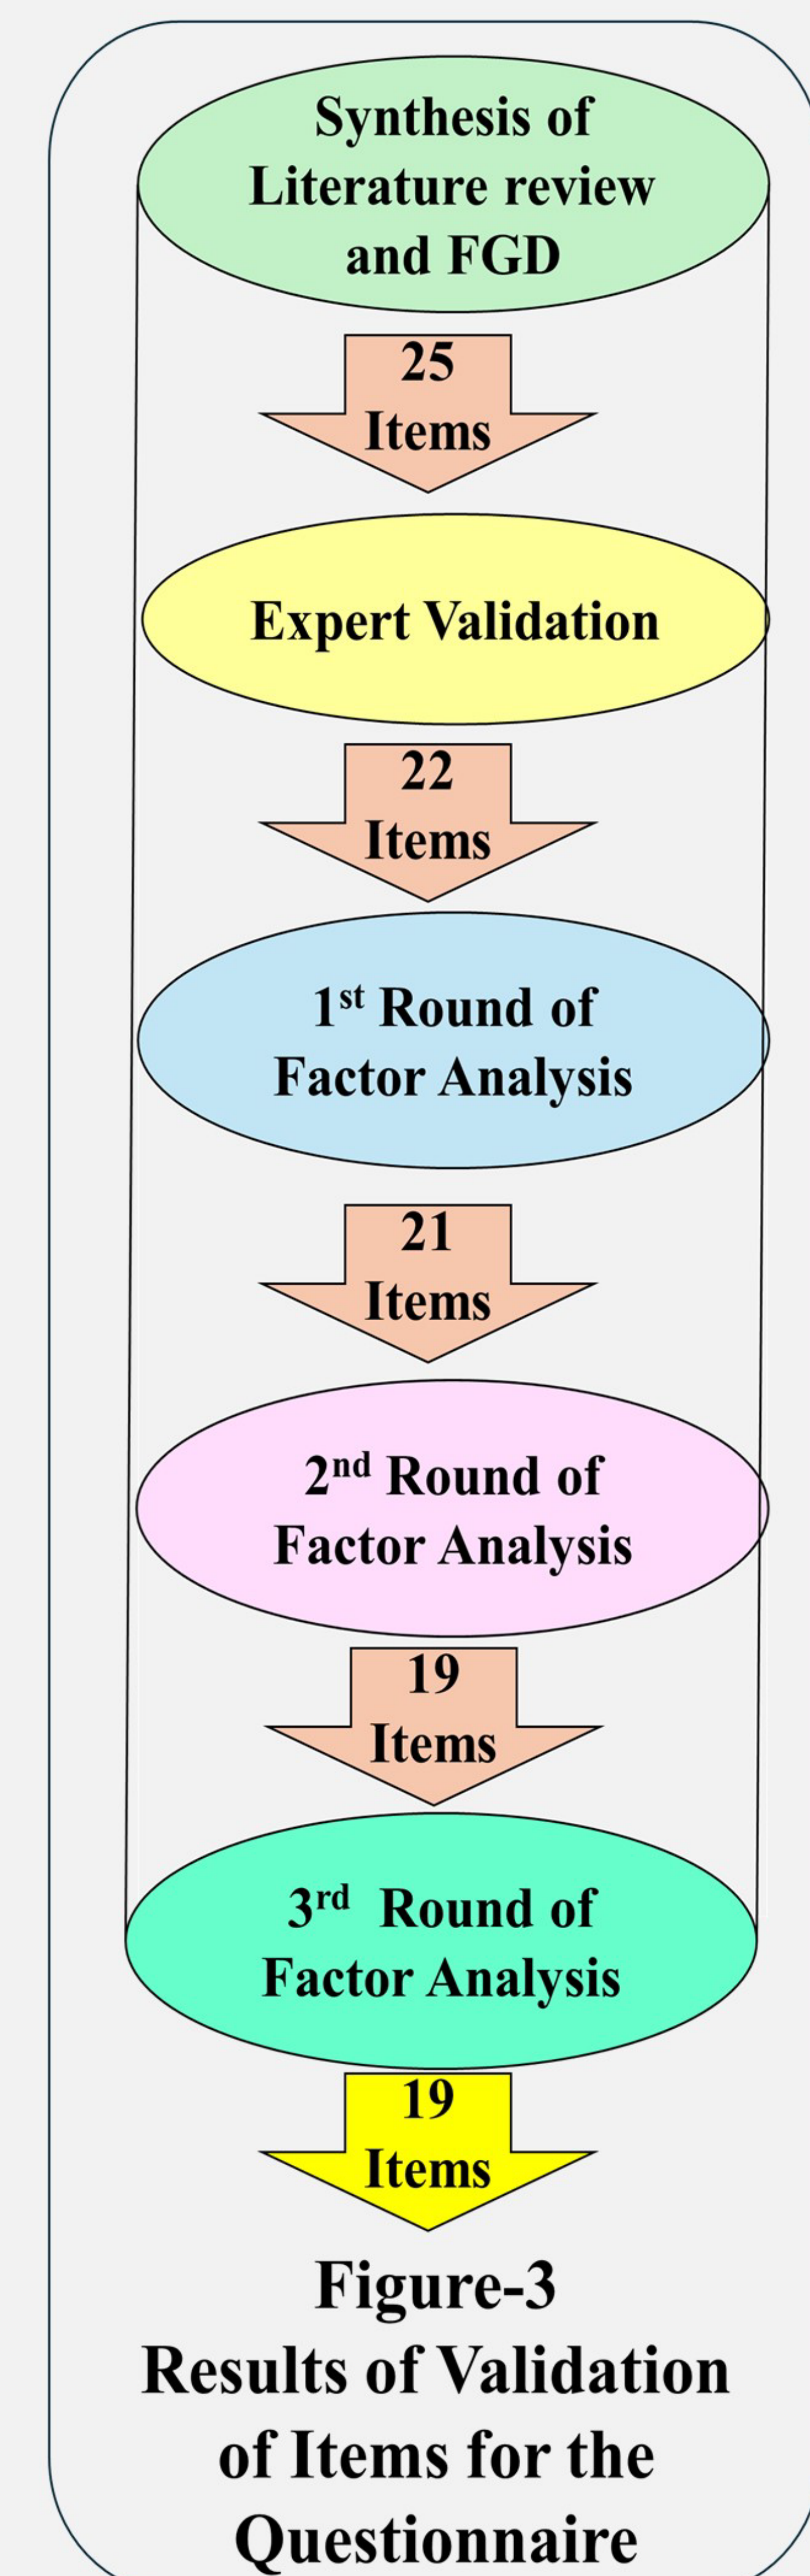 Synthesis of
Literature review
and FGD
25
Items
Expert Validation
22
Items
1st Round of
Factor Analysis
21
Items
2nd Round of
Factor Analysis
19
Items
3rd Round of
Factor Analysis
19
Items
Figure-3
Results of Validation
of Items for the
Questionnaire